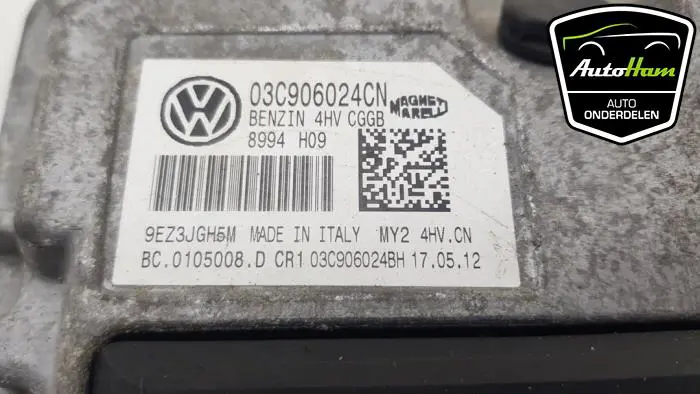 03C906024CN
MAGNETI
MARELLI
BENZIN 4HV CGGB
8994 H09
9EZ3JGH5M MADE IN ITALY MY2 4HV.CN
BC.0105008.D CR1 03C906024BH 17.05.12
AutoHam
AUTO
ONDERDELEN